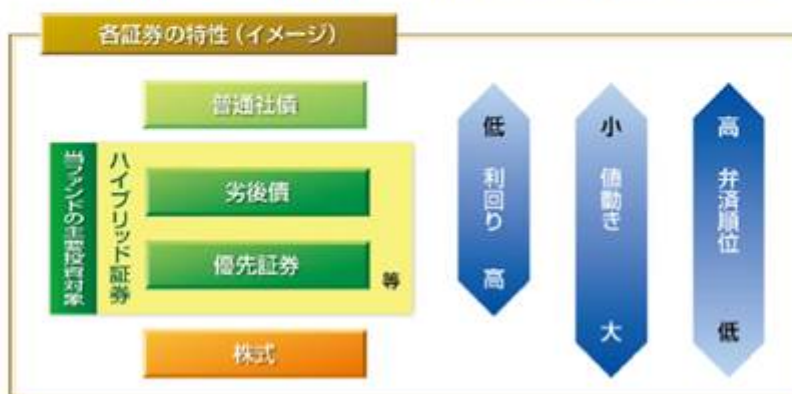 各証券の特性（イメージ）
普通社債
当ファンドの主要投資対象
ハイブリッド証券
劣後債
優先証券
等
株式
低 利回り 高
小 値動き 大
高 弁済順位 低